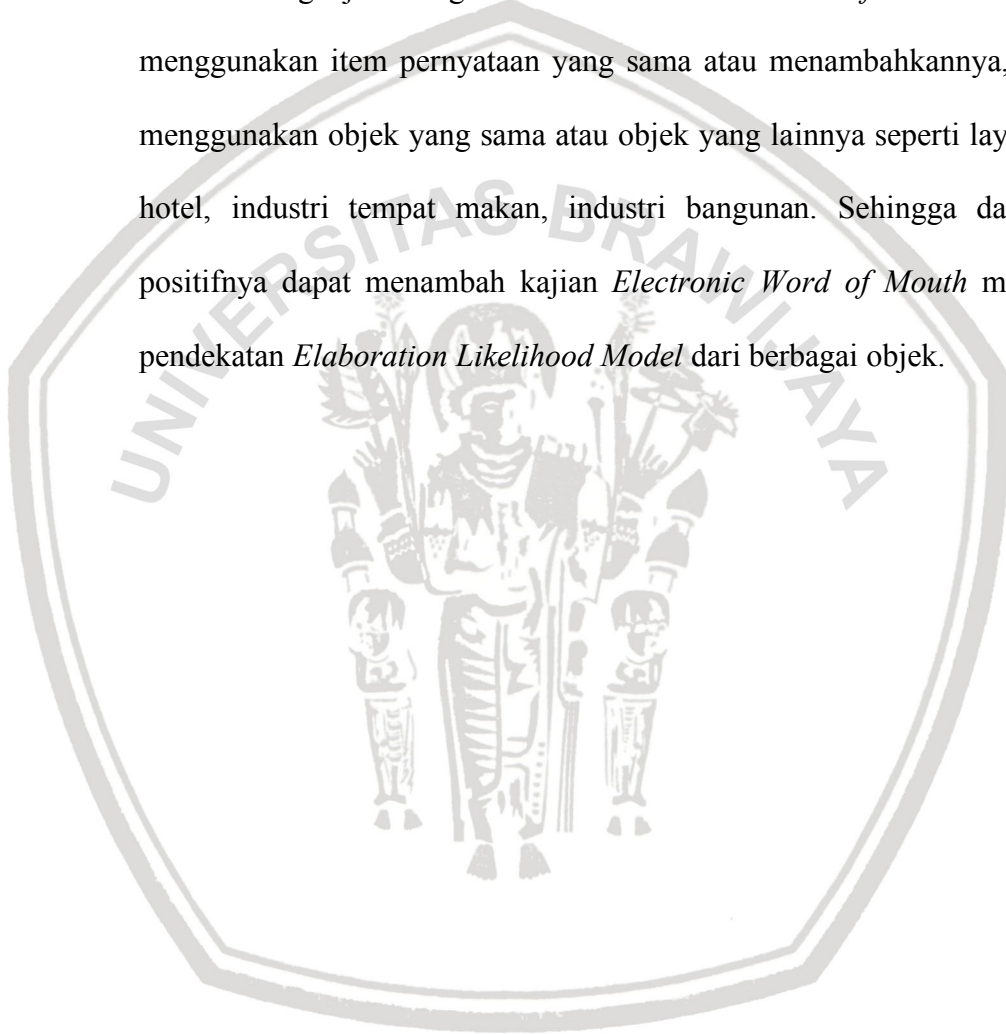 menggunakan item pernyataan yang sama atau menambahkannya,
menggunakan objek yang sama atau objek yang lainnya seperti
hotel, industri tempat makan, industri bangunan. Sehingga
positifnya dapat menambah kajian Electronic Word of Mouth
pendekatan Elaboration Likelihood Model dari berbagai objek.
UNIVERSITAS BRAWIJAYA